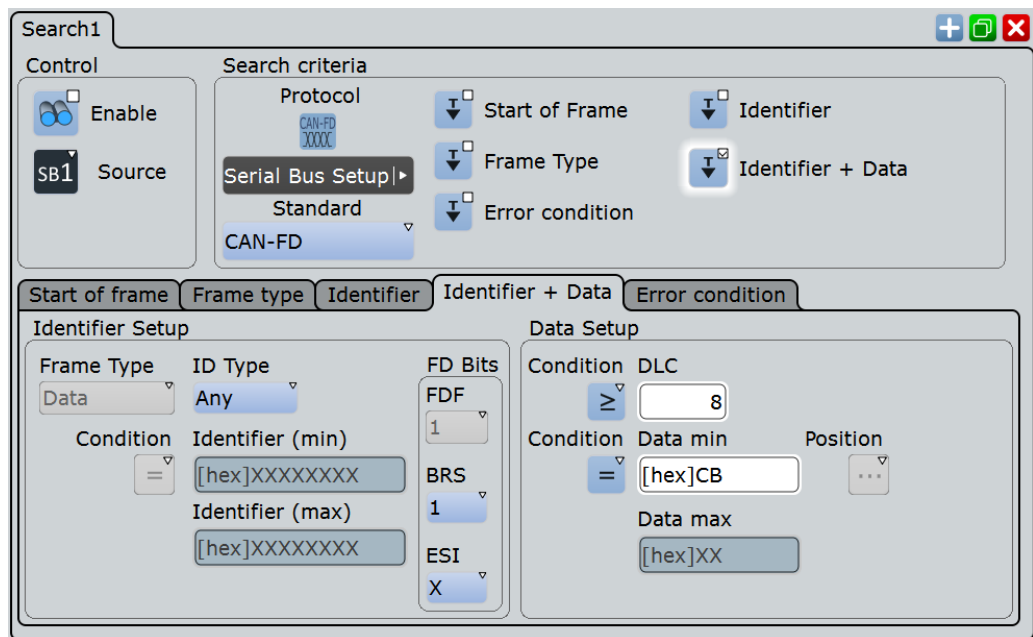 Search1
Control
Search criteria
Enable
SB1
Source
Protocol
CAN-FD
XXXX
Serial Bus Setup
Standard
CAN-FD
T
Start of Frame
T
Frame Type
T
Error condition
T
Identifier
T
Identifier + Data
Start of frame
Frame type
Identifier
Identifier + Data
Error condition
Identifier Setup
Frame Type
Data
ID Type
Any
Condition
=
Identifier (min)
[hex]XXXXXXXX
Identifier (max)
[hex]XXXXXXXX
FD Bits
FDF
1
BRS
1
ESI
X
Data Setup
Condition
≥
DLC
8
Condition
=
Data min
[hex]CB
Position
...
Data max
[hex]XX